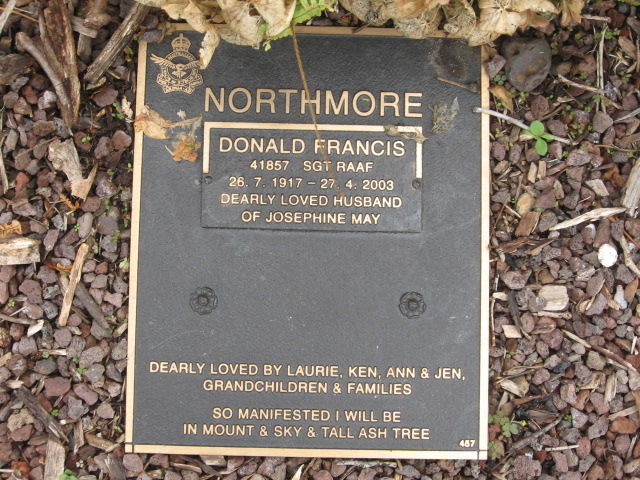 NORTHMORE
DONALD FRANCIS
41857 SGT RAAF
26. 7. 1917 – 27. 4. 2003
DEARLY LOVED HUSBAND
OF JOSEPHINE MAY
DEARLY LOVED BY LAURIE, KEN, ANN & JEN,
GRANDCHILDREN & FAMILIES
SO MANIFESTED I WILL BE
IN MOUNT & SKY & TALL ASH TREE
457